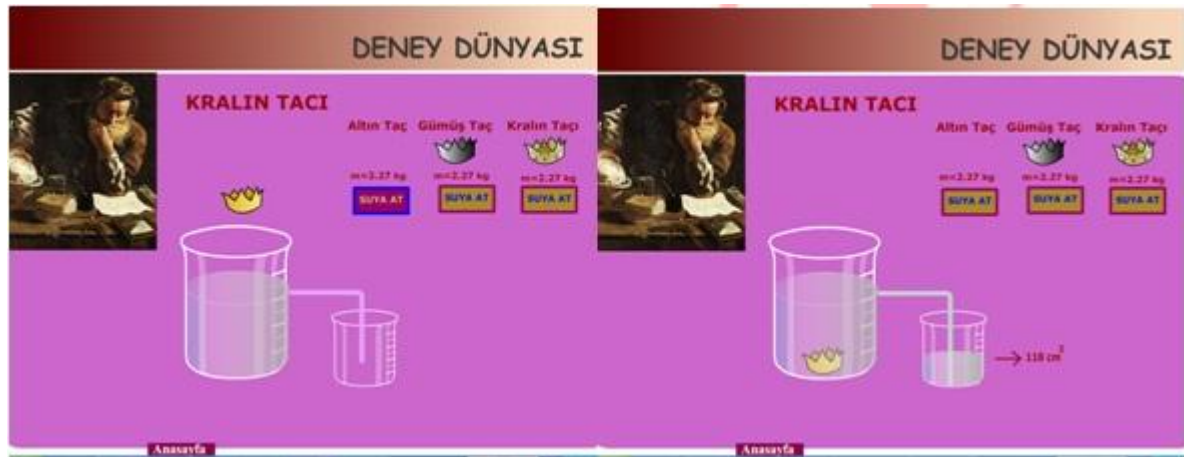 DENEY DÜNYASI
KRALIN TACI
Altın Taç Gümüş Taç Kralın Taçı
m=2.27 kg m=2.27 kg m=2.27 kg
SUYA AT SUYA AT SUYA AT
Anasayfa
DENEY DÜNYASI
KRALIN TACI
Altın Taç Gümüş Taç Kralın Taçı
m=2.27 kg m=2.27 kg m=2.27 kg
SUYA AT SUYA AT SUYA AT
118 cm³
Anasayfa